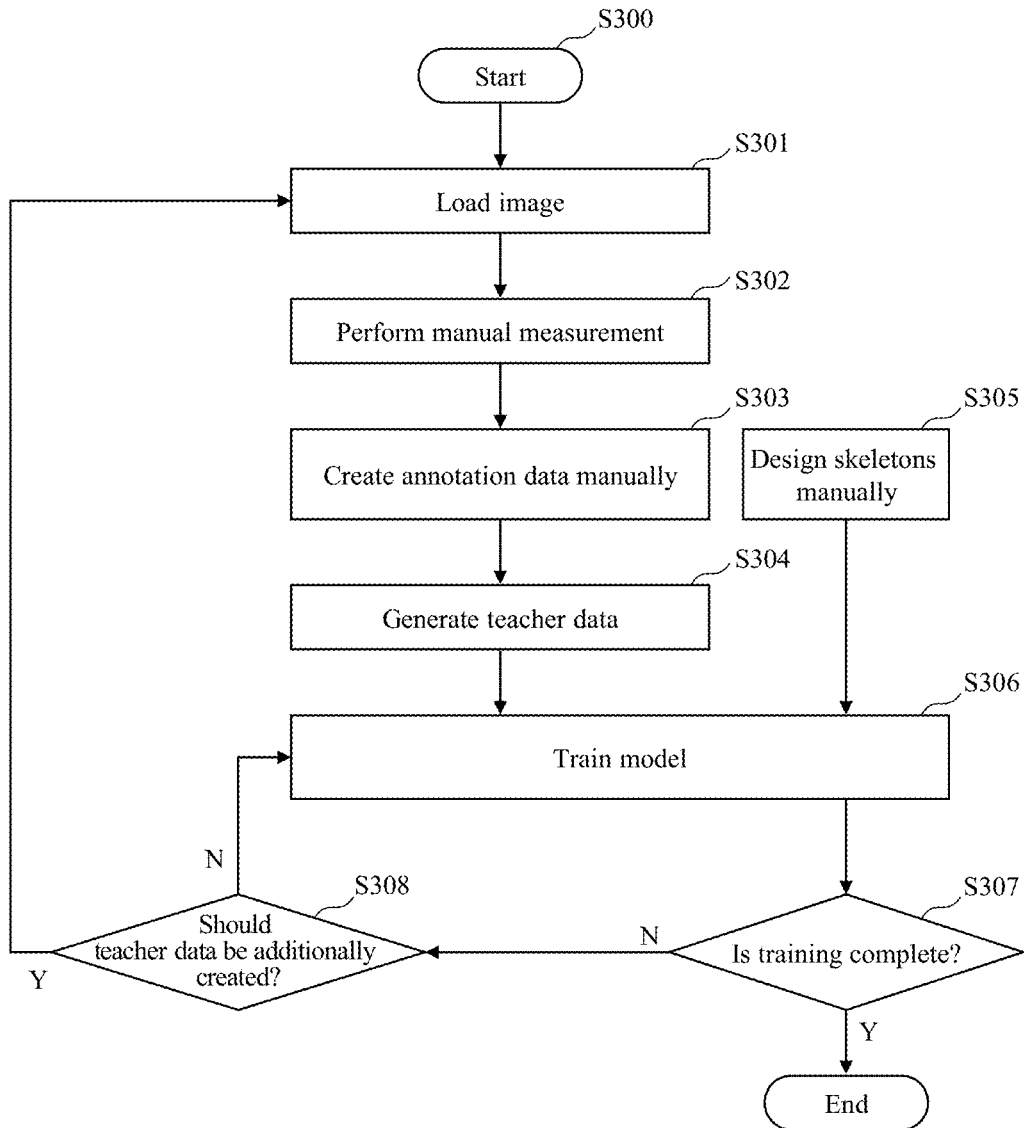 S300
Start
S301
Load image
S302
Perform manual measurement
S303
Create annotation data manually
S305
Design skeletons
manually
S304
Generate teacher data
S306
Train model
N
S308
Should
teacher data be additionally
created?
Y
N
S307
Is training complete?
Y
End